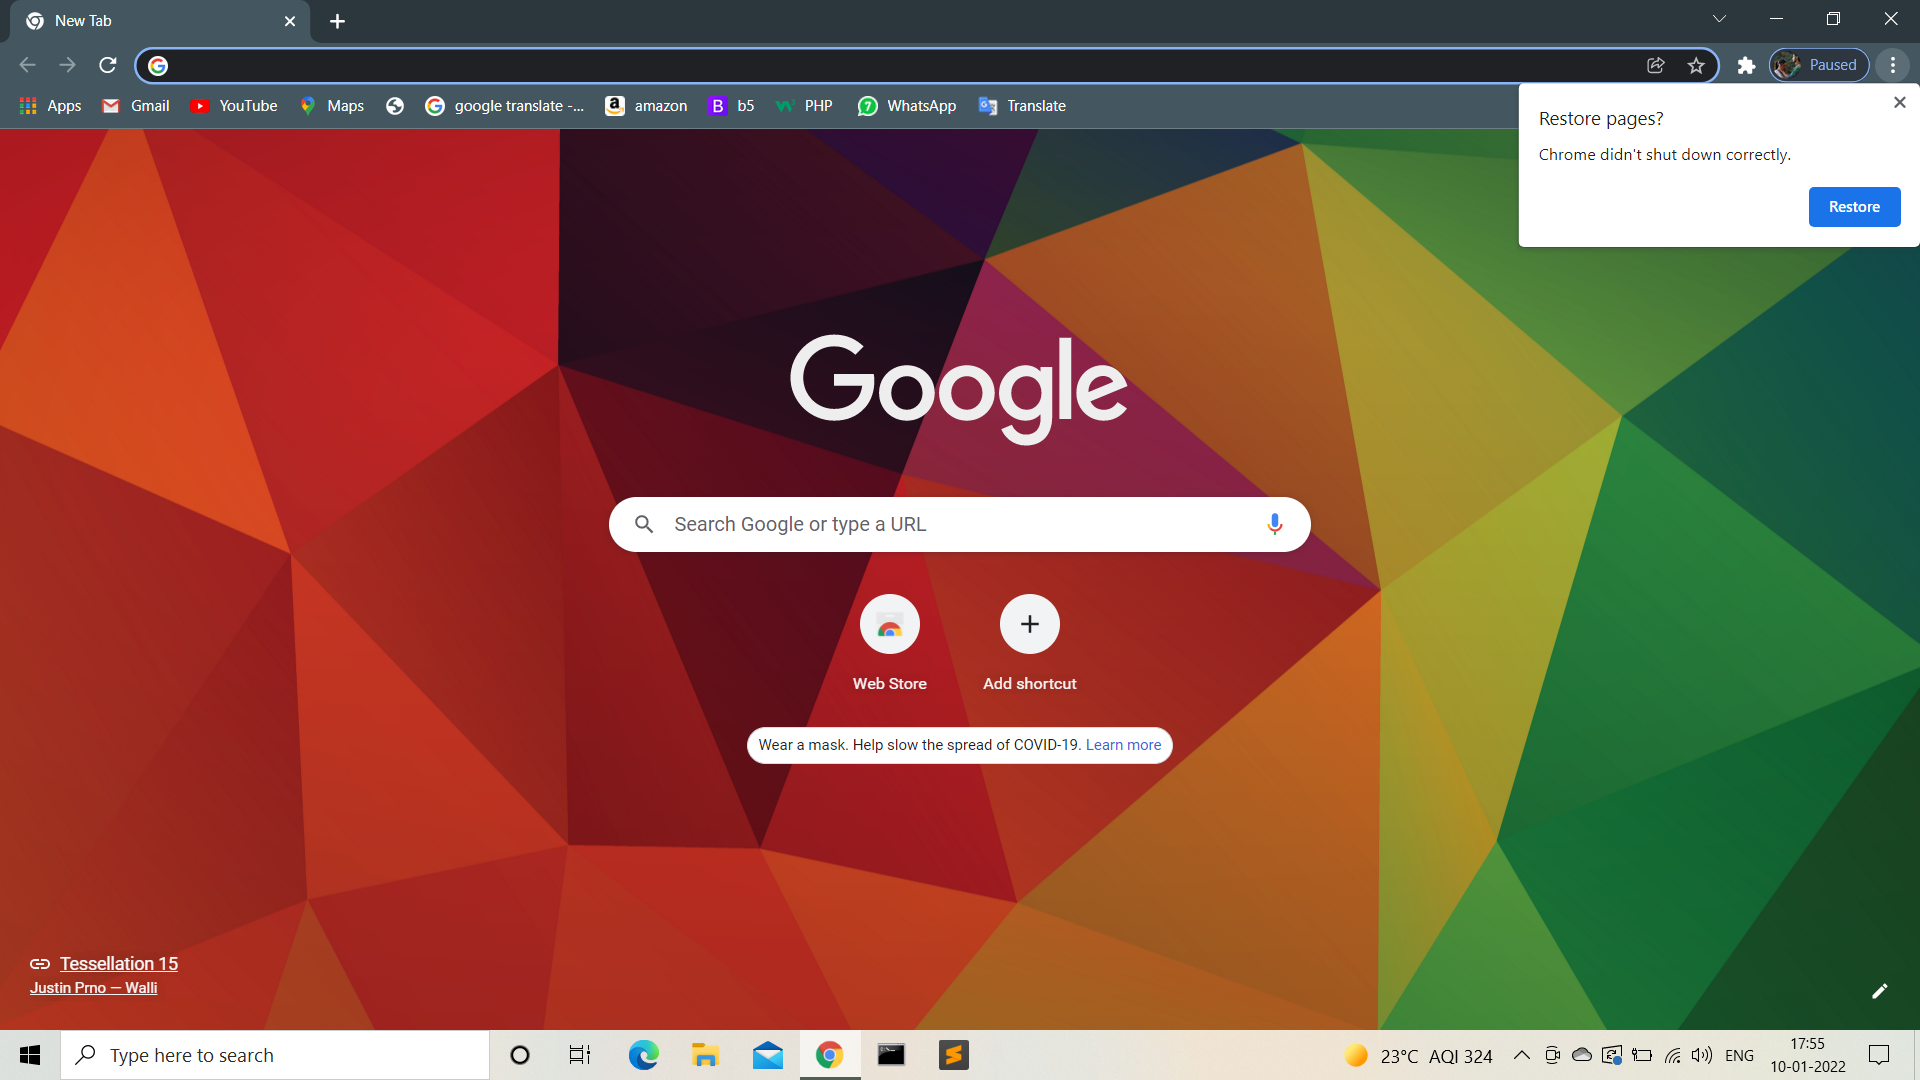 New Tab
Paused
Apps
Gmail
YouTube
Maps
google translate -...
amazon
B b5
PHP
7 WhatsApp
Translate
Restore pages?
Chrome didn't shut down correctly.
Restore
Google
Search Google or type a URL
Web Store
Add shortcut
Wear a mask. Help slow the spread of COVID-19. Learn more
Tessellation 15
Justin Prno — Walli
Type here to search
23°C AQI 324
ENG
17:55
10-01-2022